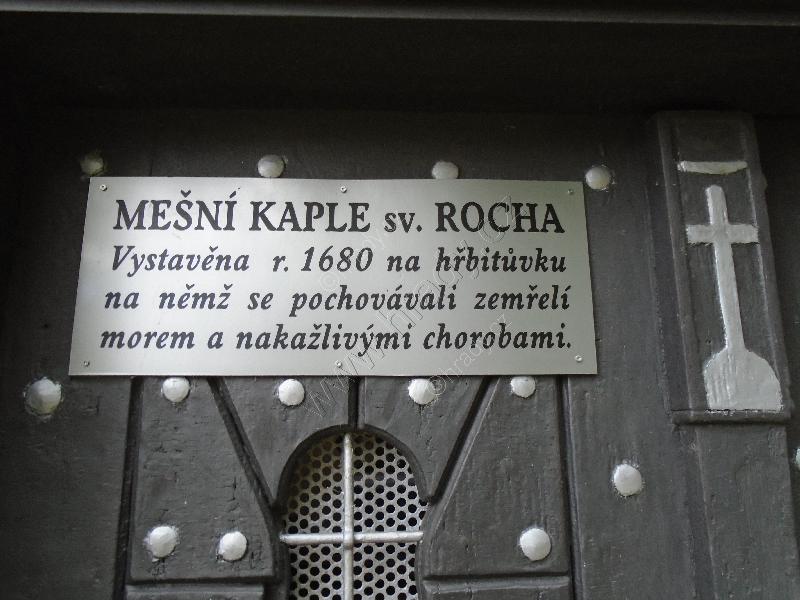 MEŠNÍ KAPLE sv. ROCHA
Vystavěna r. 1680 na hřbitůvku
na němž se pochovávali zemřelí
morem a nakažlivými chorobami.